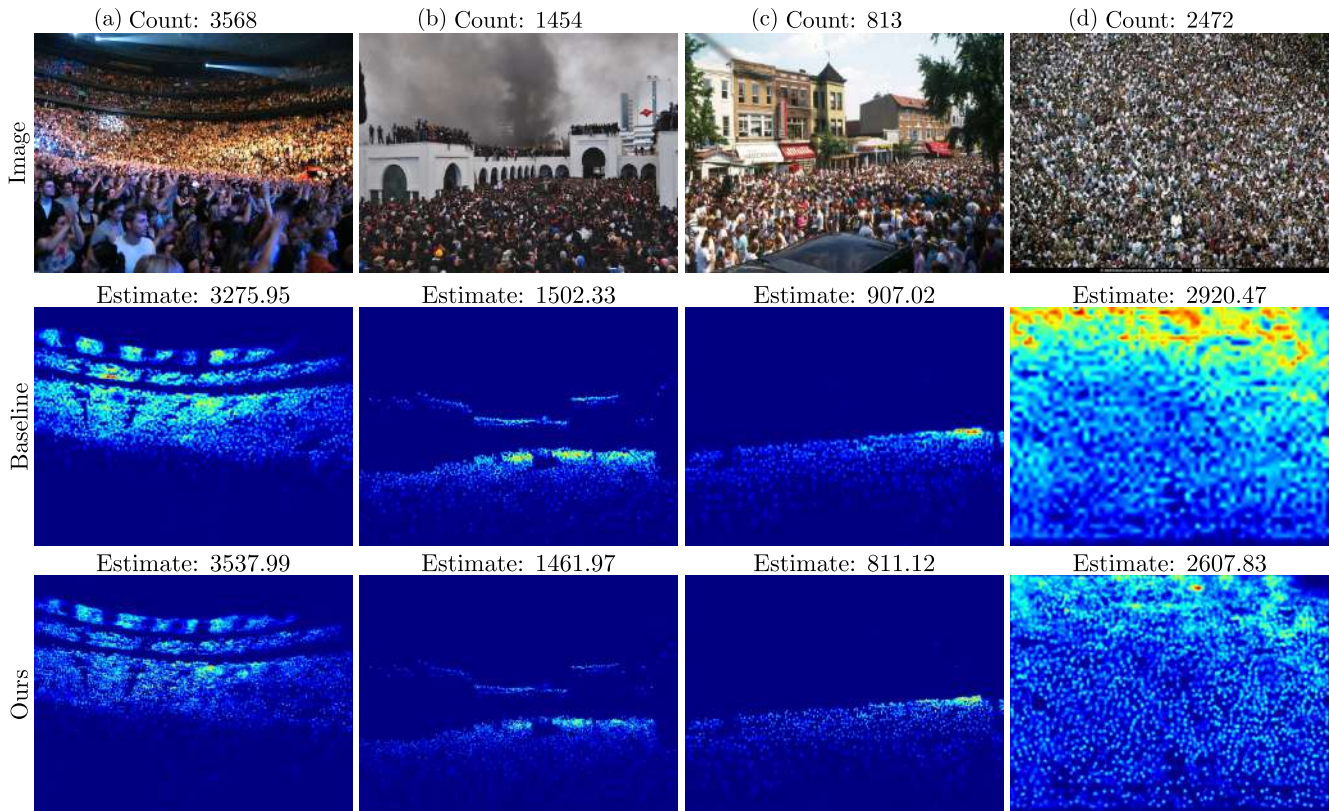 (a) Count: 3568
(b) Count: 1454
(c) Count: 813
(d) Count: 2472
Image
Estimate: 3275.95
Estimate: 1502.33
Estimate: 907.02
Estimate: 2920.47
Baseline
Estimate: 3537.99
Estimate: 1461.97
Estimate: 811.12
Estimate: 2607.83
Ours